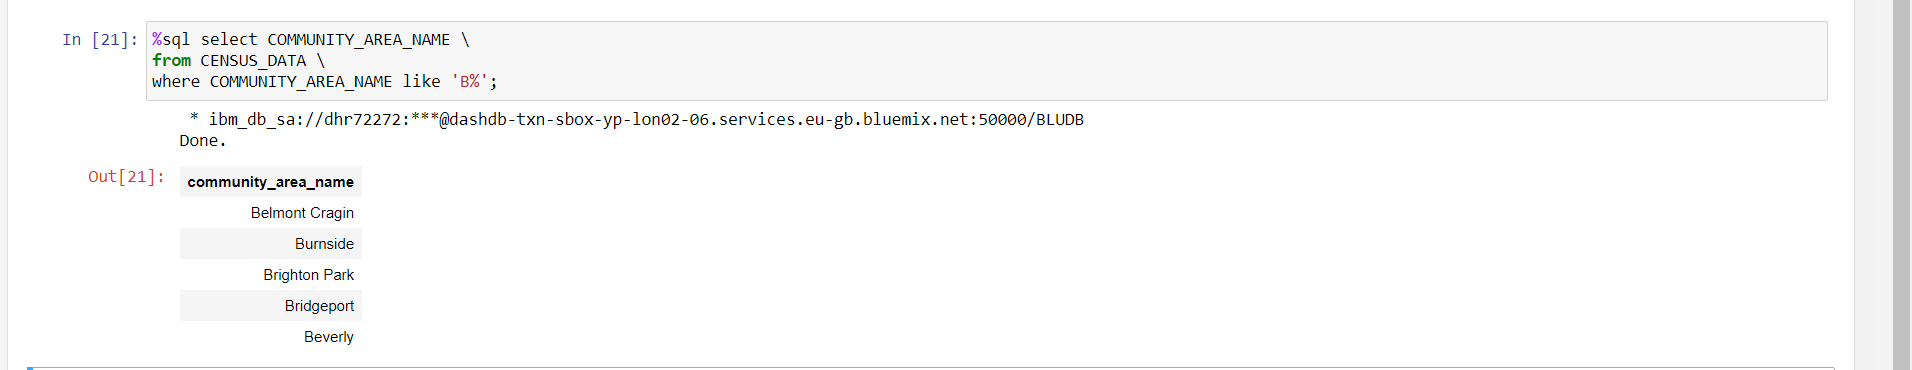 In [21]: %sql select COMMUNITY_AREA_NAME \
from CENSUS_DATA \
where COMMUNITY_AREA_NAME like 'B%';
* ibm_db_sa://dhr72272:***@dashdb-txn-sbox-yp-lon02-06.services.eu-gb.bluemix.net:50000/BLUDB
Done.
Out[21]: community_area_name
Belmont Cragin
Burnside
Brighton Park
Bridgeport
Beverly